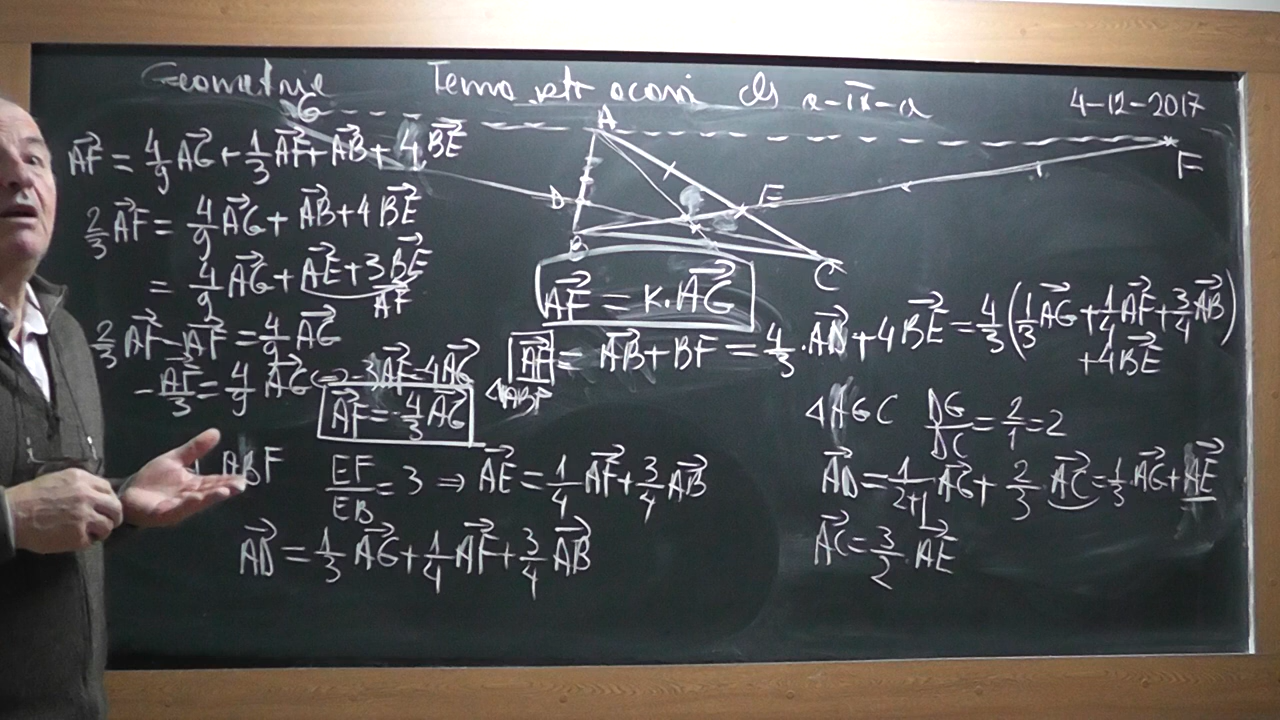 Geometrie Tema ptr acasă cls a-IX-a 4-12-2017
G A F
D E
B C
AF⃗ = 4/9 AG⃗ + 1/3 AF⃗ + AB⃗ + 4 BE⃗
2/3 AF⃗ = 4/9 AG⃗ + AB⃗ + 4 BE⃗
= 4/9 AG⃗ + AE⃗ + 3 BE⃗
AF⃗
2/3 AF⃗ - AF⃗ = 4/9 AG⃗
- AF⃗/3 = 4/9 AG⃗ <=> -3AF⃗ = 4AG⃗
AF⃗ = -4/3 AG⃗
AF⃗ = K·AG⃗
AF⃗ = AB⃗ + BF⃗ = 4/3 · AD⃗ + 4 BE⃗ = 4/3 (1/3 AG⃗ + 1/4 AF⃗ + 3/4 AB⃗)
+ 4 BE⃗
△ABF
△AGC DG/DC = 2/1 = 2
AD⃗ = 1/2+1 AG⃗ + 2/3 AC⃗ = 1/3 · AG⃗ + AE⃗
AC⃗ = 3/2 · AE⃗
ABF EF/EB = 3 ⇒ AE⃗ = 1/4 AF⃗ + 3/4 AB⃗
AD⃗ = 1/3 AG⃗ + 1/4 AF⃗ + 3/4 AB⃗